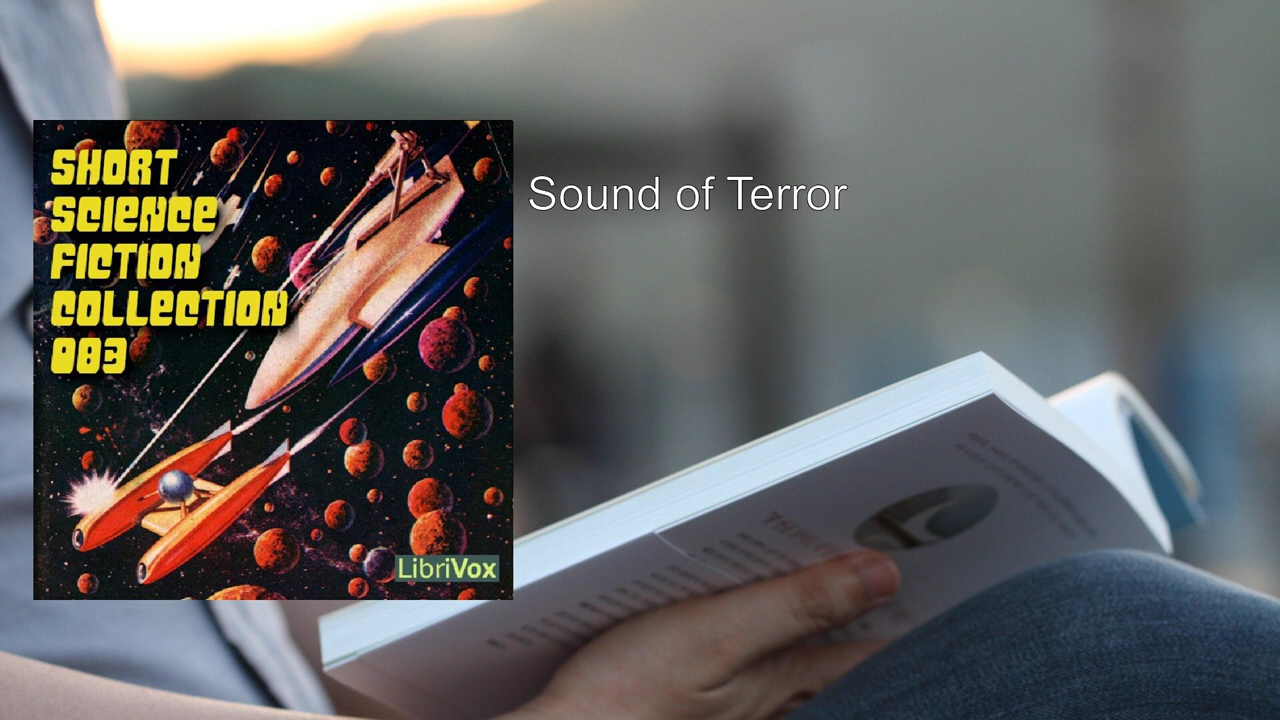 SHORT
SCIENCE
FICTION
COLLECTION
083
LibriVox
Sound of Terror